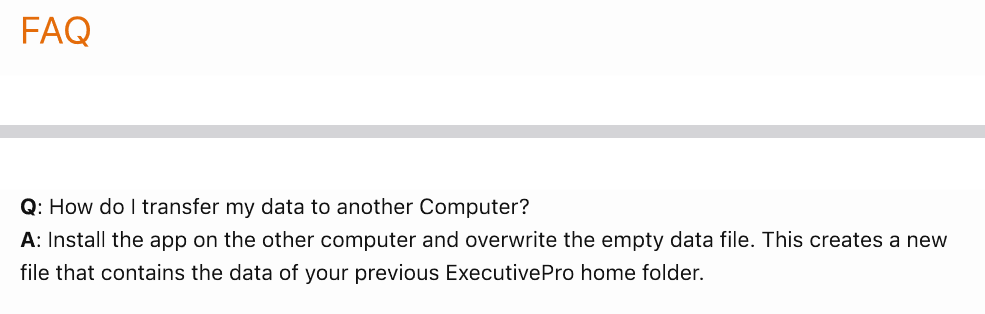 FAQ
Q: How do I transfer my data to another Computer?
A: Install the app on the other computer and overwrite the empty data file. This creates a new
file that contains the data of your previous ExecutivePro home folder.